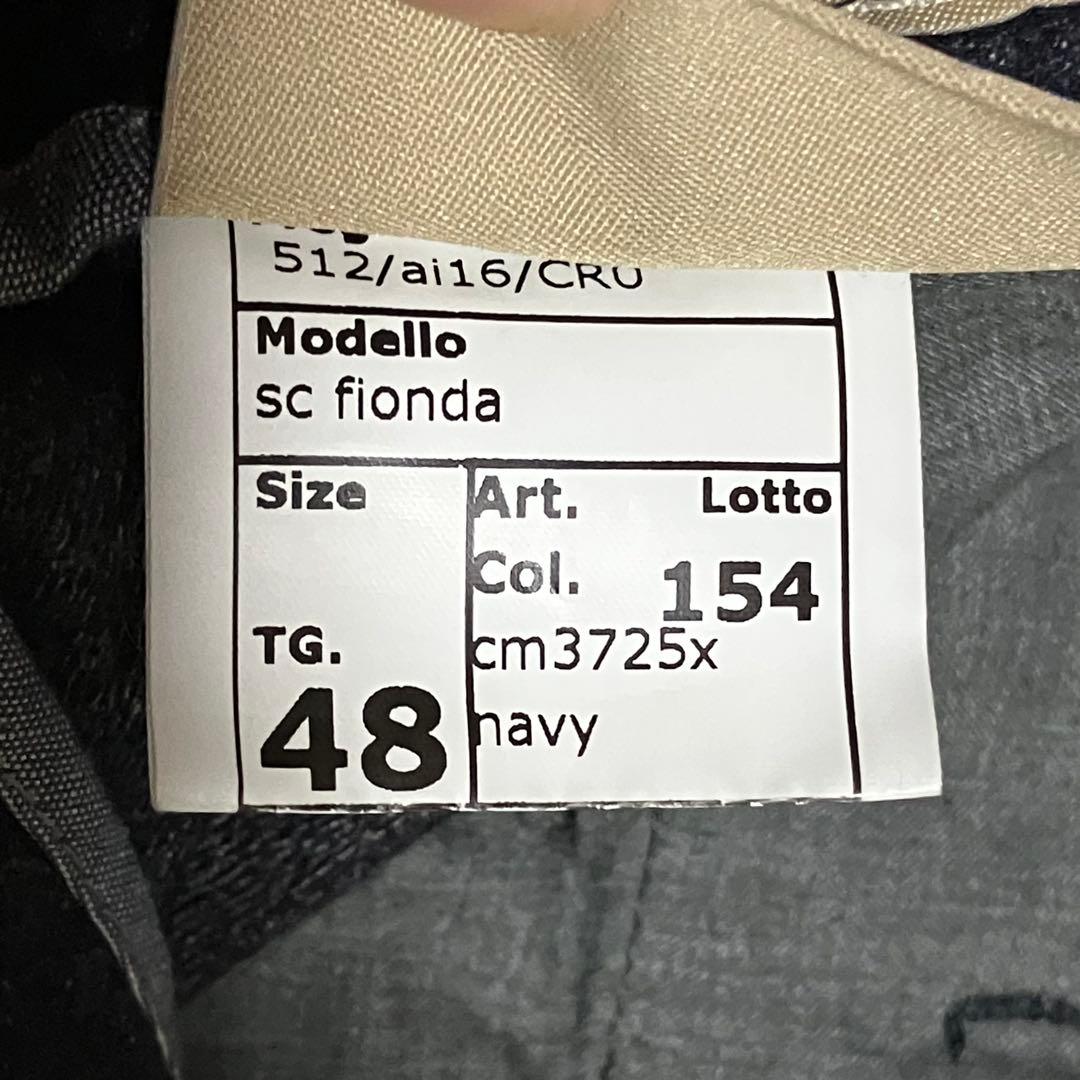 512/ai16/CRU
Modello
sc fionda
Size
Art.
Lotto
Col.
154
TG.
cm3725x
48
navy